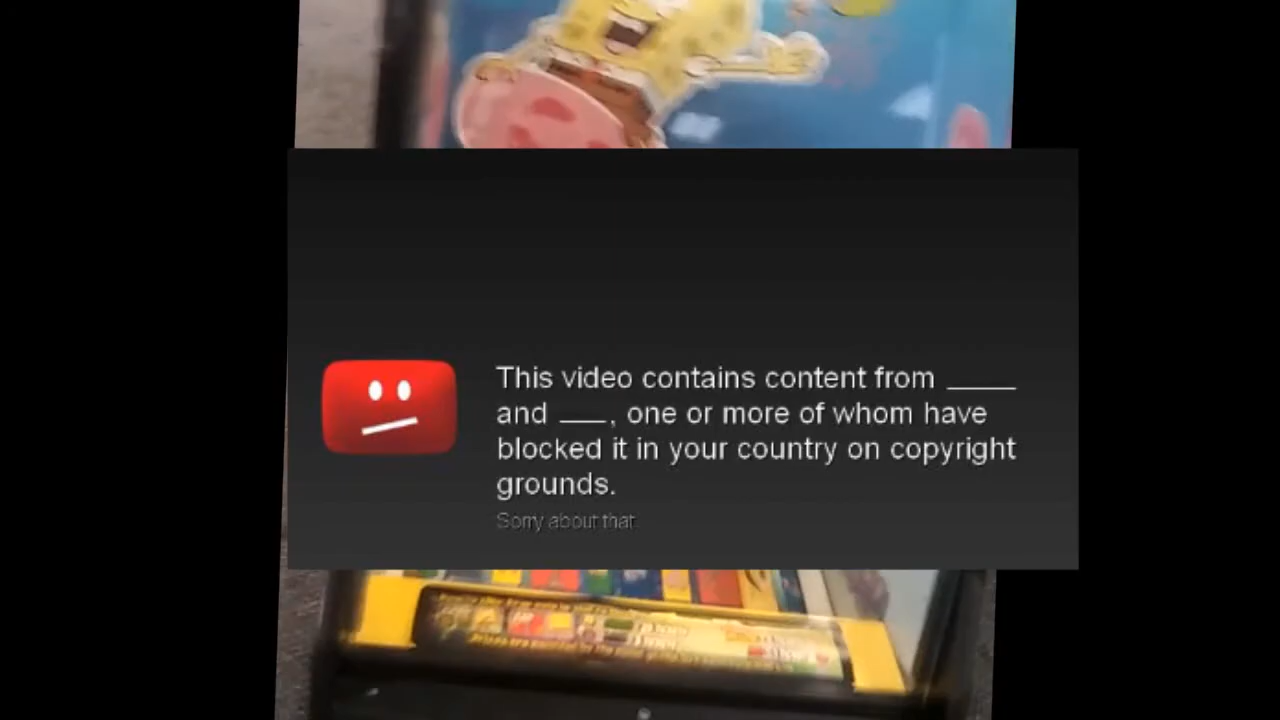 This video contains content from _____
and ___, one or more of whom have
blocked it in your country on copyright
grounds.
Sorry about that